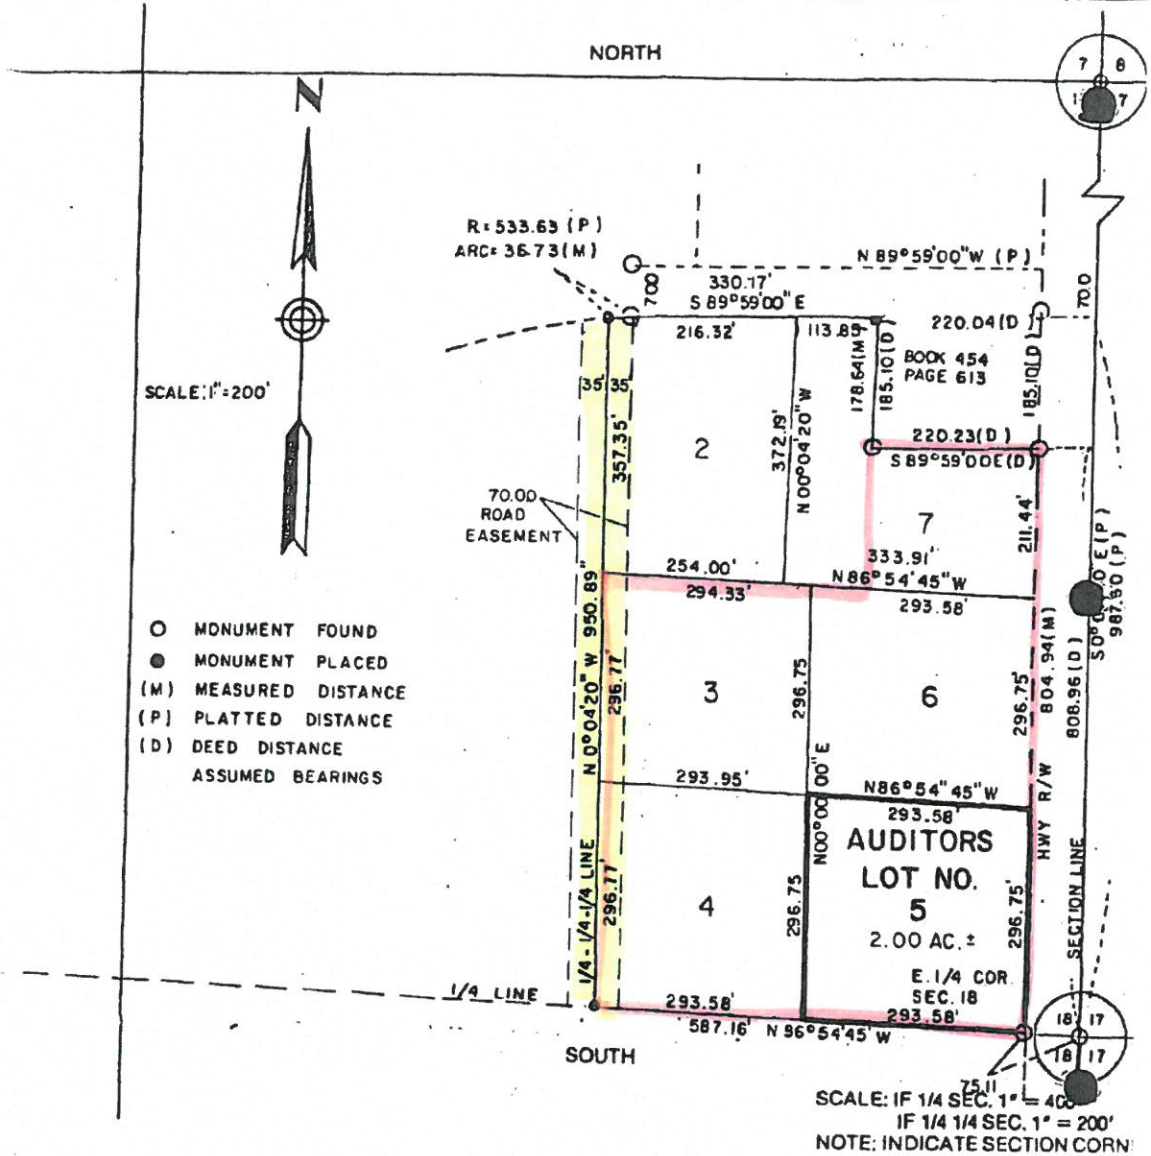 NORTH
7 8
7
N
R= 533.63 (P)
ARC= 36.73(M)
N 89°59'00"W (P)
330.17'
S 89°59'00" E
70.0
216.32'
113.85'
220.04(D)
SCALE: 1"=200'
35' 35'
357.35'
2
372.19'
N 00°04'20" W
178.64(M)
185.10(D)
BOOK 454
PAGE 613
185.10(D)
220.23(D)
S 89°59'00E(D)
70.00
ROAD
EASEMENT
7
211.44'
254.00'
333.91'
N 86°54'45"W
294.33'
293.58'
987.60(P)
MONUMENT FOUND
MONUMENT PLACED
(M) MEASURED DISTANCE
(P) PLATTED DISTANCE
(D) DEED DISTANCE
ASSUMED BEARINGS
N 0°04'20" W 950.89"
296.77'
3
296.75
6
296.75'
804.94(M)
808.96(D)
293.95'
N00°00'00"E
N86°54"45"W
293.58'
HWY R/W
SECTION LINE
AUDITORS
LOT NO.
5
2.00 AC.±
1/4-1/4-1/4 LINE
296.77'
4
296.75
296.75'
E. 1/4 COR.
SEC. 18
1/4 LINE
293.58'
293.58'
587.16' N 96°54'45" W
18 17
18 17
SOUTH
75.11
SCALE: IF 1/4 SEC. 1" = 400'
IF 1/4 1/4 SEC. 1" = 200'
NOTE: INDICATE SECTION CORN